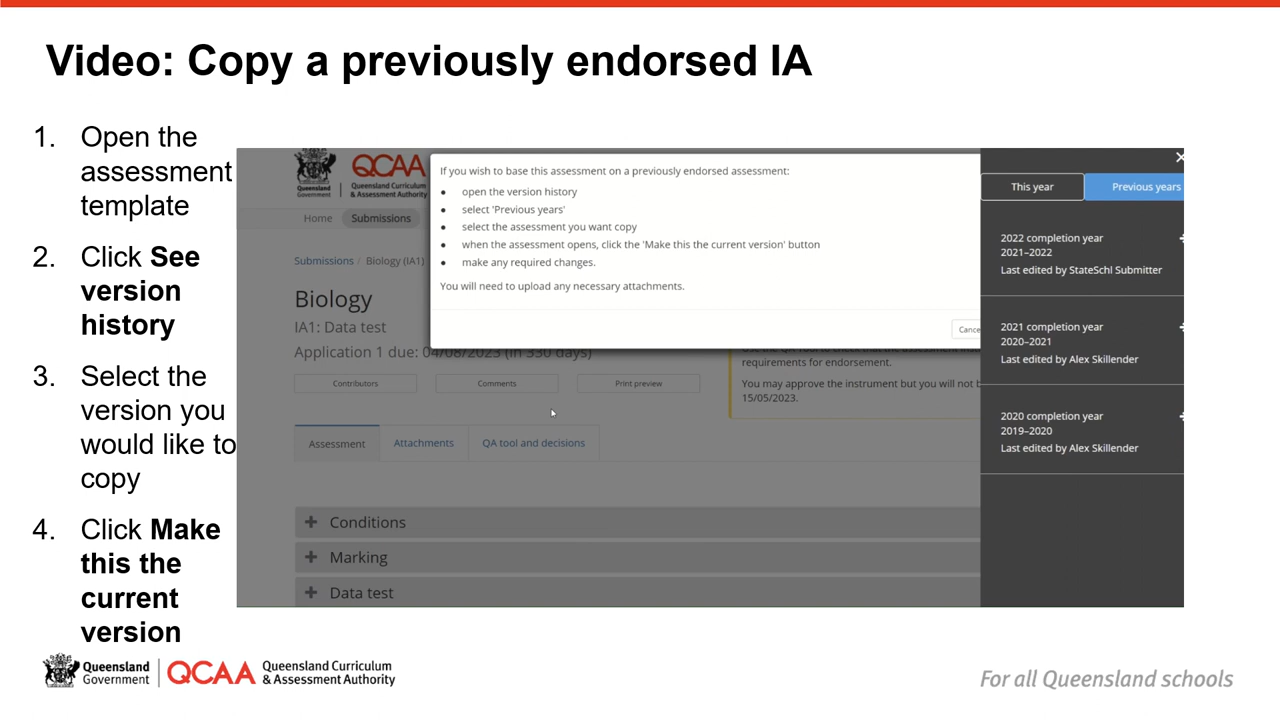 Video: Copy a previously endorsed IA
1. Open the
assessment
template
2. Click See
version
history
3. Select the
version you
would like to
copy
4. Click Make
this the
current
version
Queensland
Government
QCAA
Queensland Curriculum
& Assessment Authority
Home
Submissions
Submissions / Biology (IA1)
Biology
IA1: Data test
Application 1 due: 04/08/2023 (in 330 days)
Contributors
Comments
Print preview
Assessment
Attachments
QA tool and decisions
+ Conditions
+ Marking
+ Data test
If you wish to base this assessment on a previously endorsed assessment:
• open the version history
• select 'Previous years'
• select the assessment you want copy
• when the assessment opens, click the 'Make this the current version' button
• make any required changes.
You will need to upload any necessary attachments.
Cance
requirements for endorsement.
You may approve the instrument but you will not b
15/05/2023.
This year
Previous years
2022 completion year
2021–2022
Last edited by StateSchl Submitter
2021 completion year
2020–2021
Last edited by Alex Skillender
2020 completion year
2019–2020
Last edited by Alex Skillender
Queensland
Government
QCAA
Queensland Curriculum
& Assessment Authority
For all Queensland schools